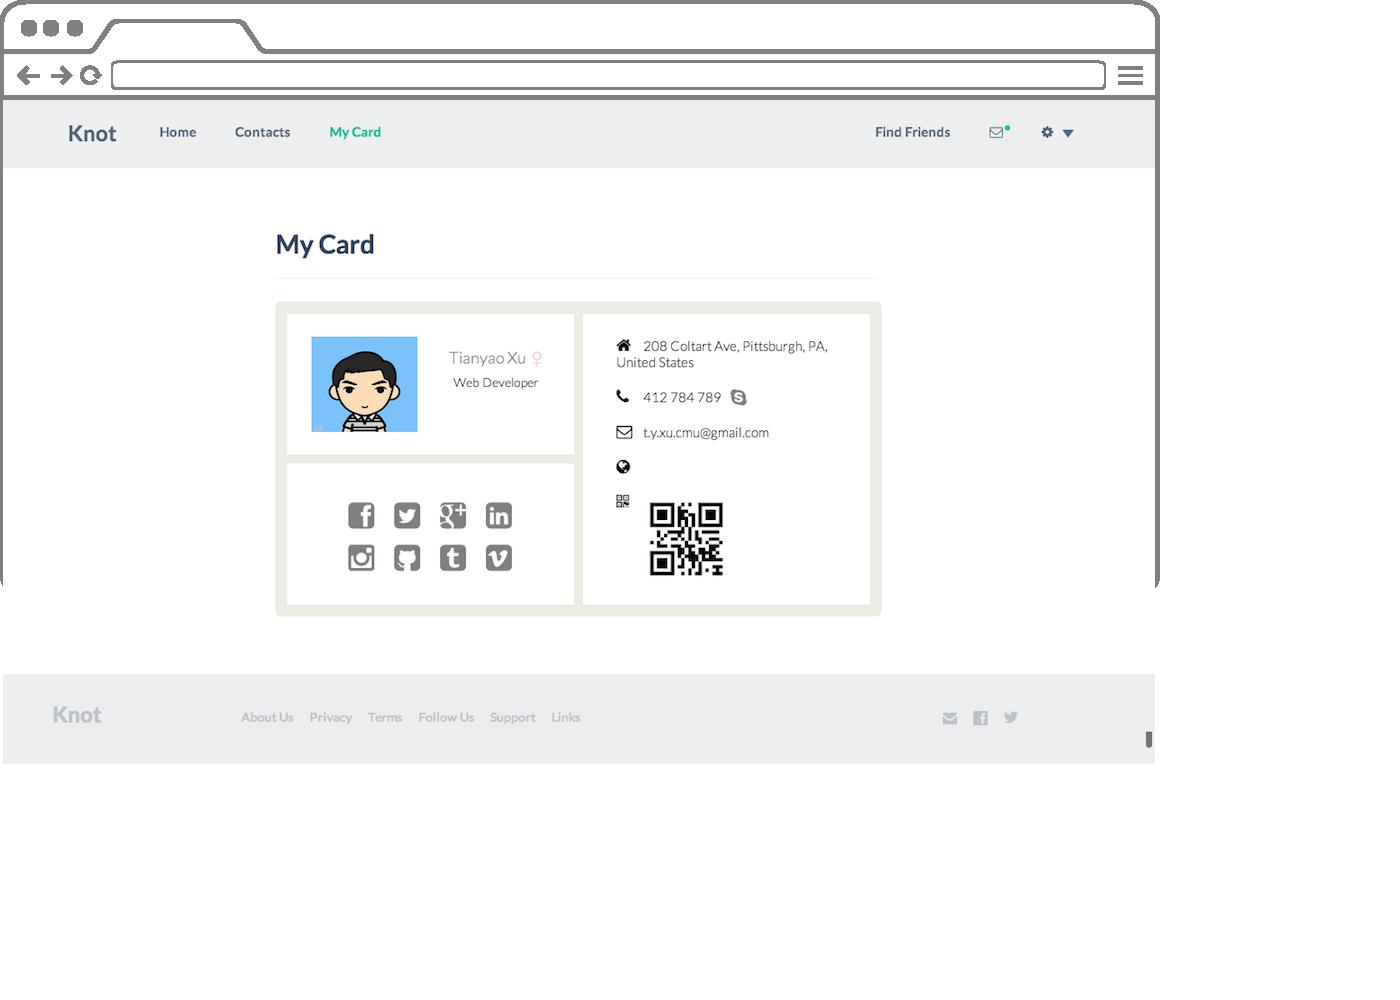 Knot Home Contacts My Card Find Friends
My Card
Tianyao Xu
Web Developer
208 Coltart Ave, Pittsburgh, PA,
United States
412 784 789
t.y.xu.cmu@gmail.com
Knot About Us Privacy Terms Follow Us Support Links